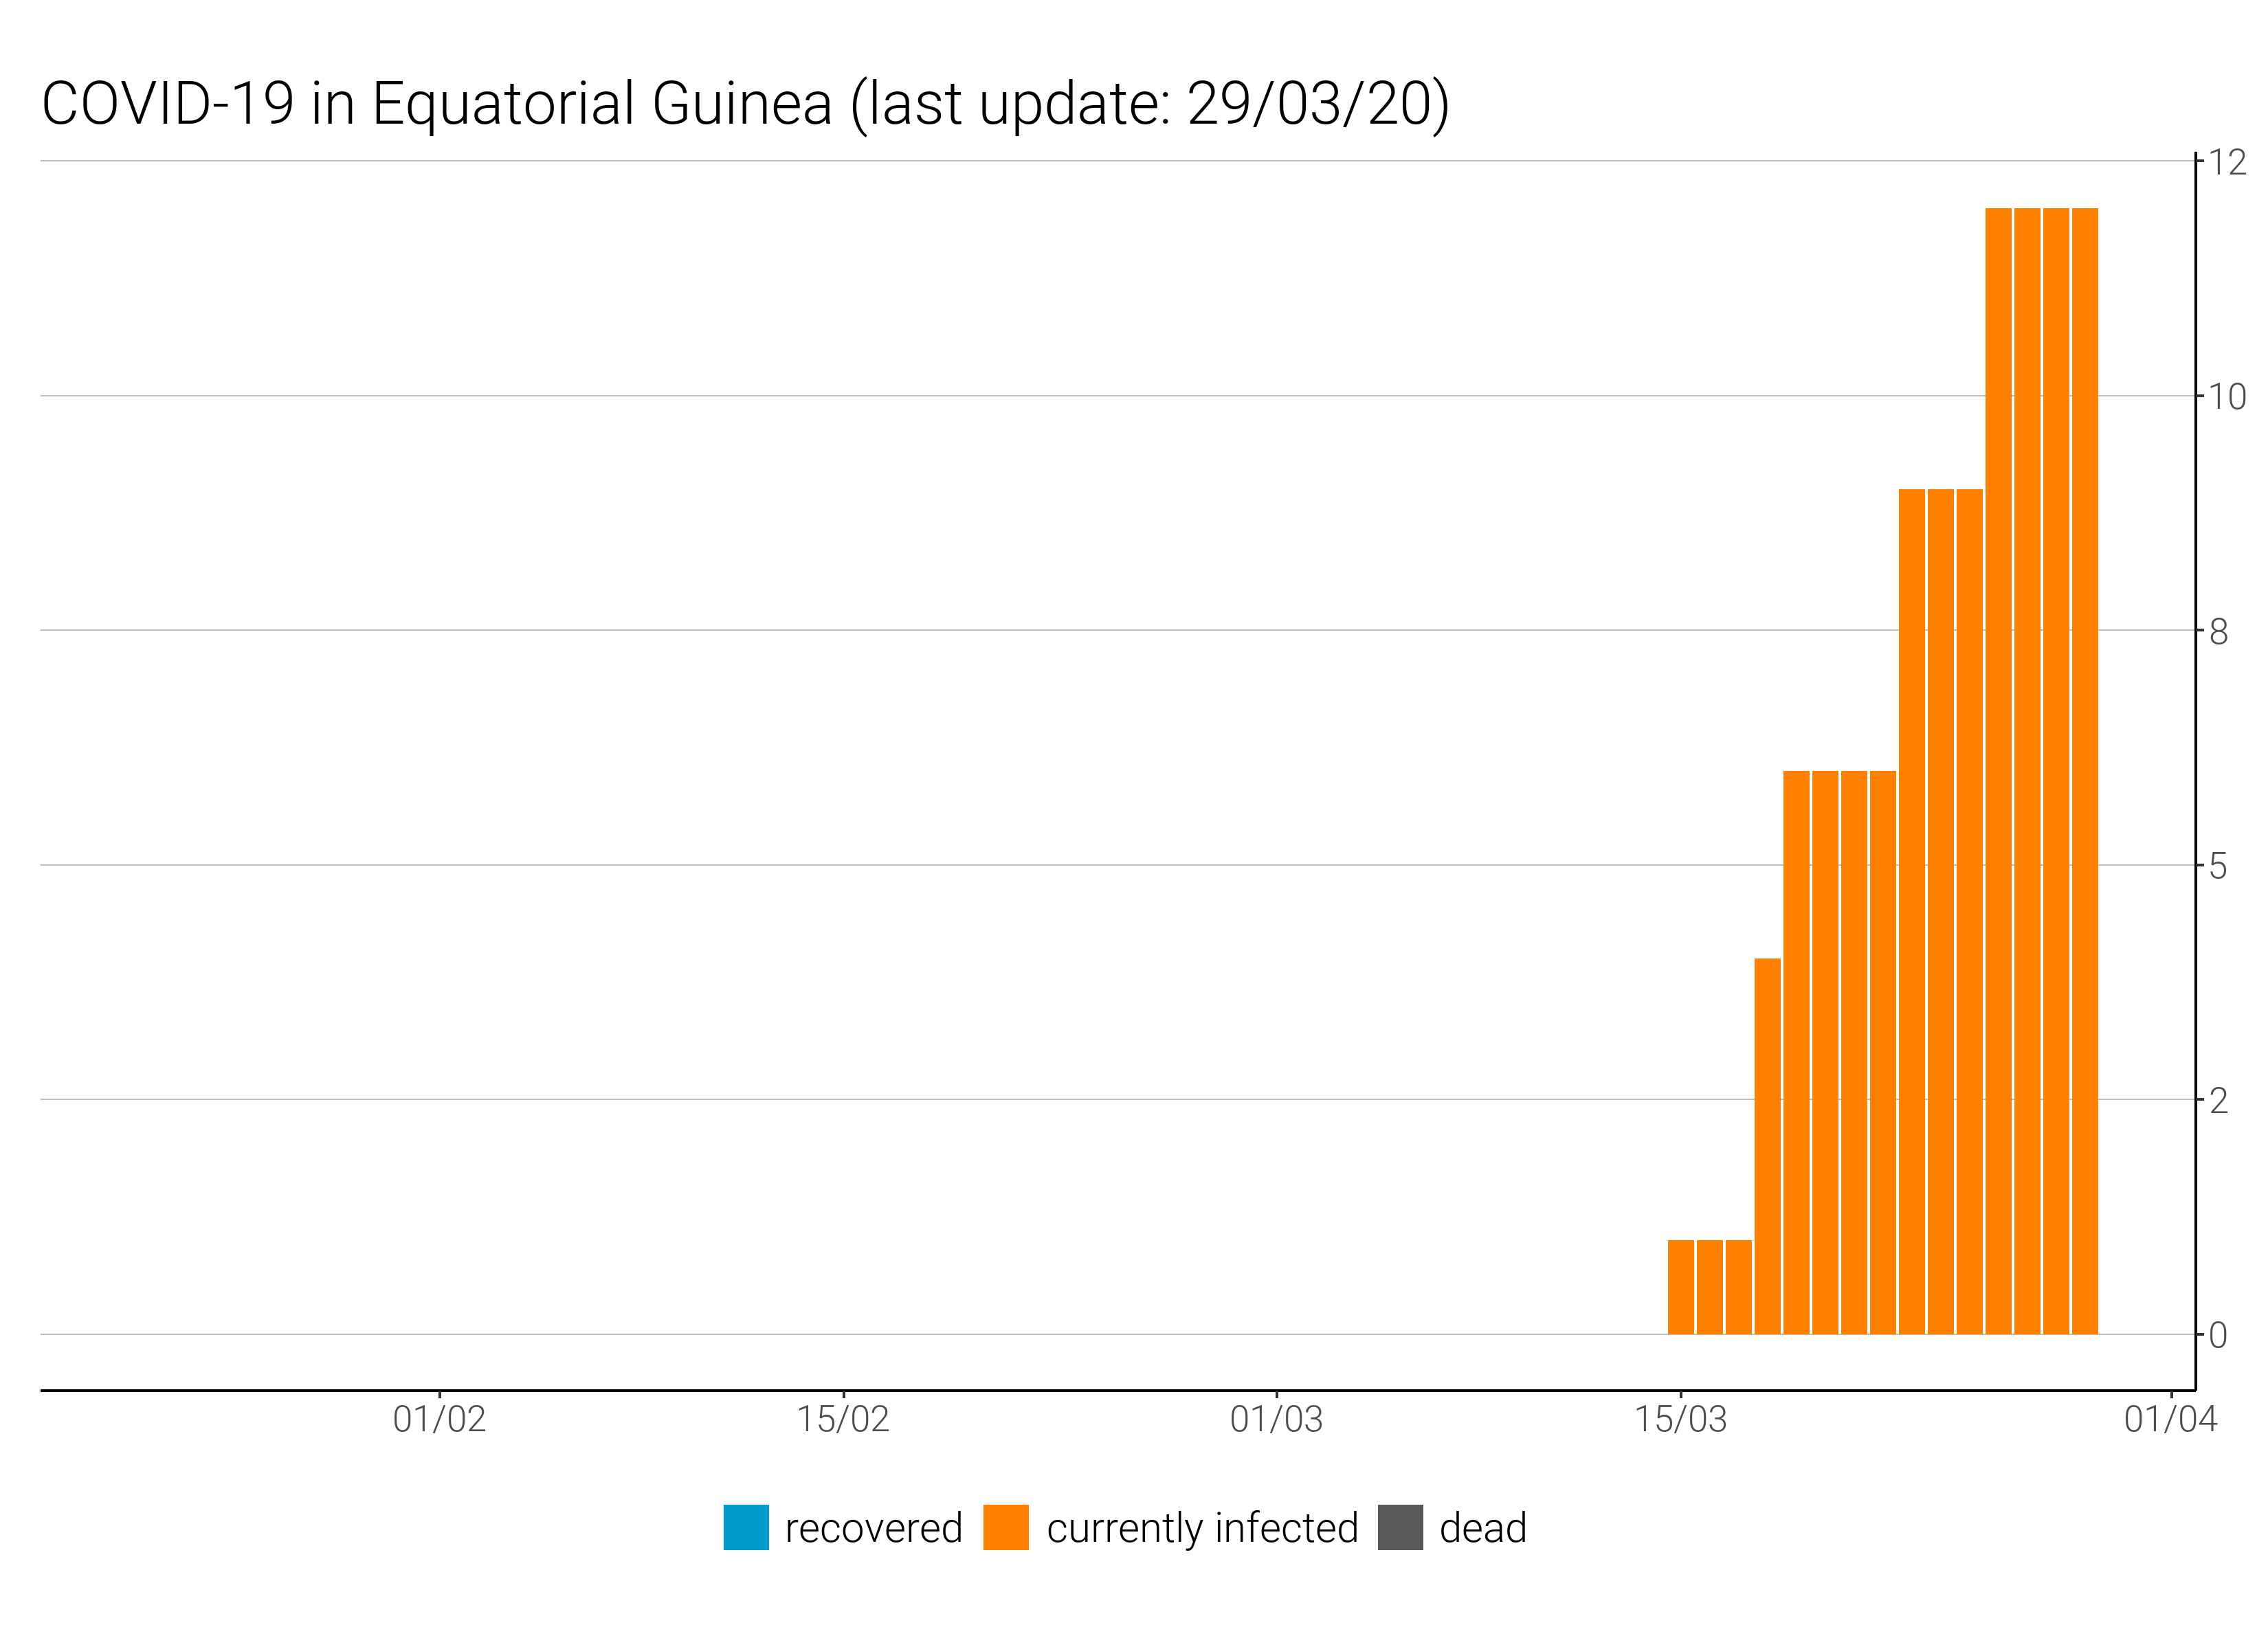 COVID-19 in Equatorial Guinea (last update: 29/03/20)
12
10
8
5
2
0
01/02 15/02 01/03 15/03 01/04
recovered currently infected dead